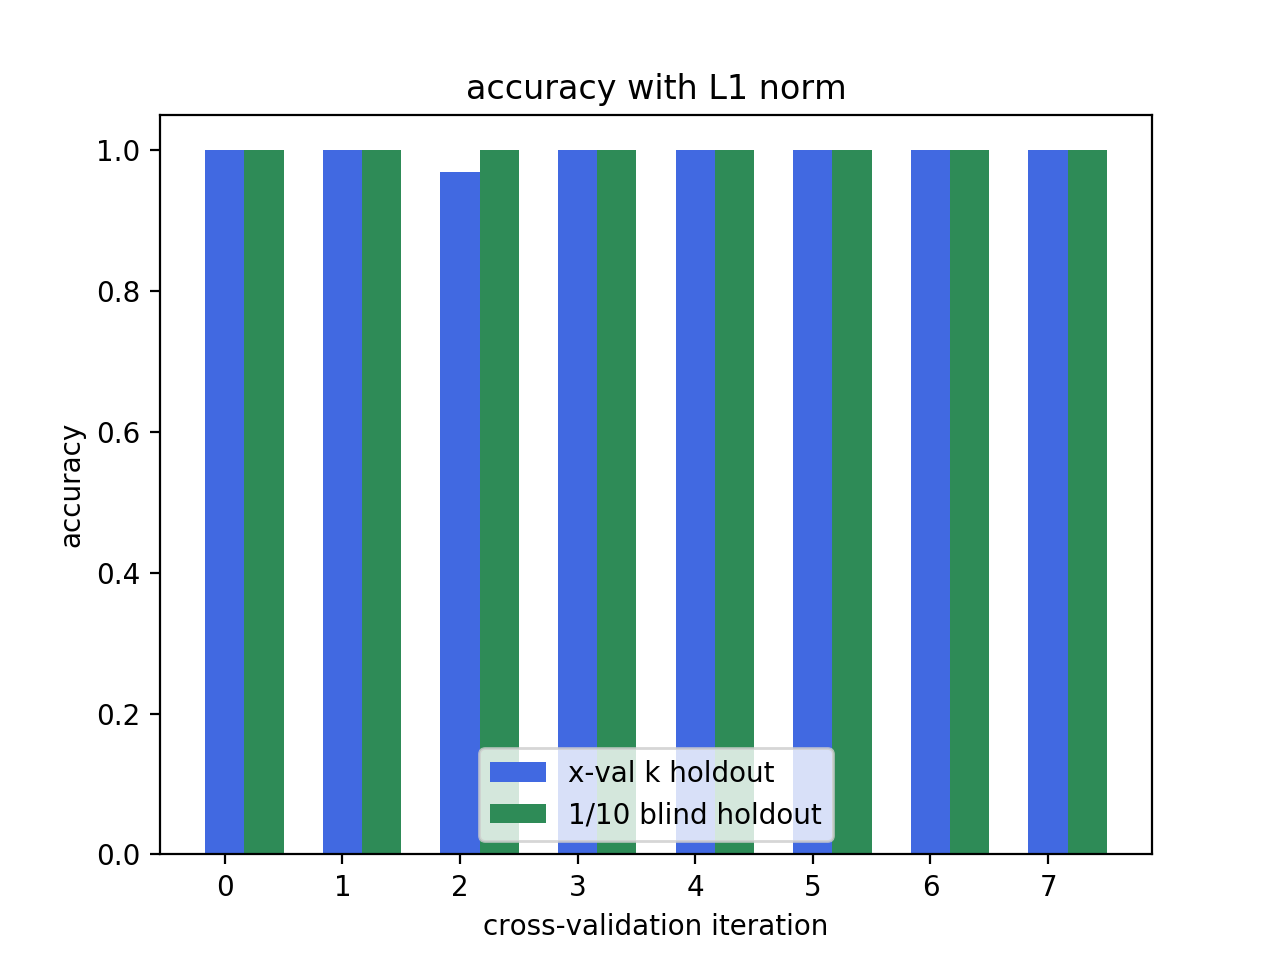 accuracy with L1 norm
1.0
0.8
0.6
0.4
0.2
0.0
accuracy
x-val k holdout
1/10 blind holdout
0 1 2 3 4 5 6 7
cross-validation iteration